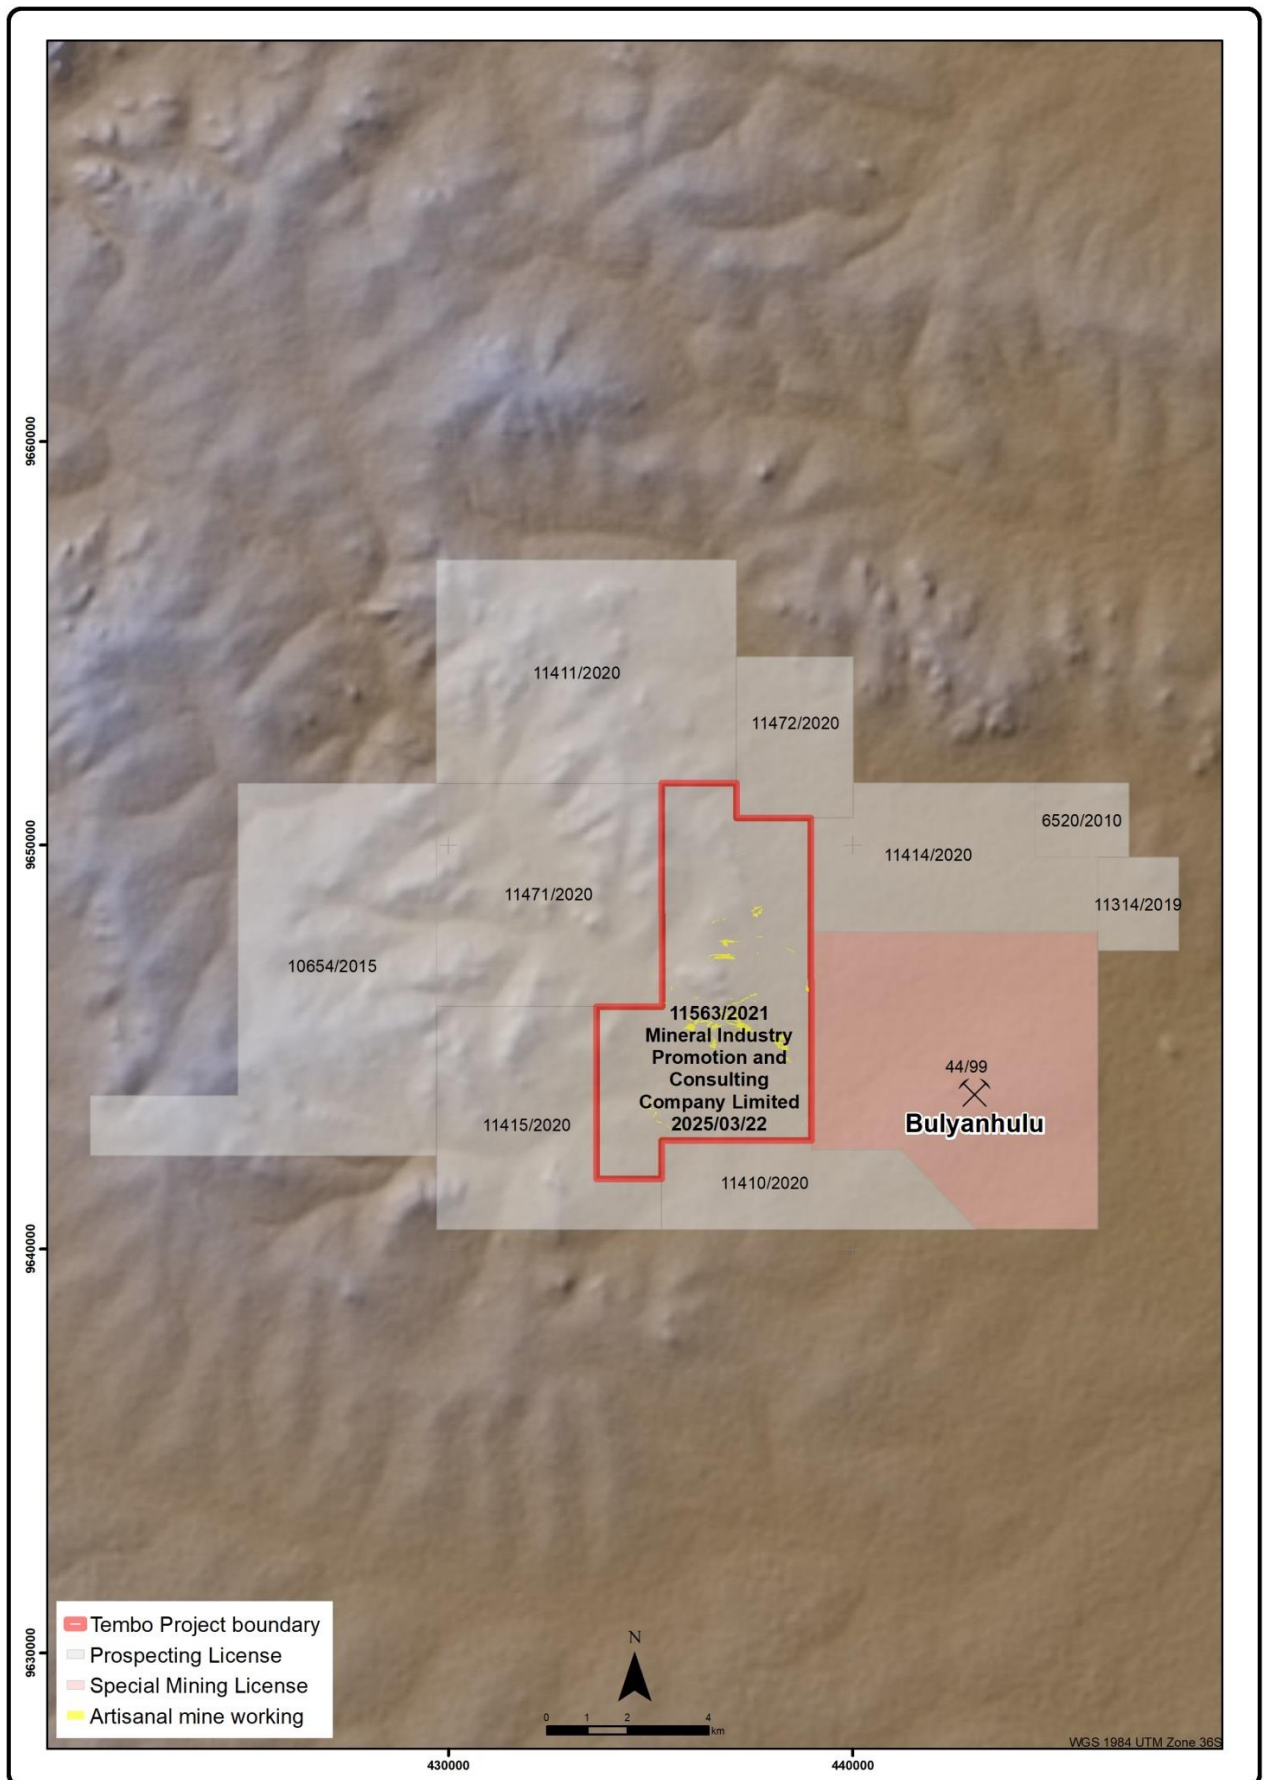 9660000
11411/2020
11472/2020
6520/2010
9650000
11414/2020
11471/2020
11314/2019
10654/2015
11563/2021
Mineral Industry
Promotion and
Consulting
Company Limited
2025/03/22
44/99
Bulyanhulu
11415/2020
11410/2020
9640000
Tembo Project boundary
Prospecting License
Special Mining License
Artisanal mine working
9630000
N
0 1 2 4
km
WGS 1984 UTM Zone 36S
430000
440000